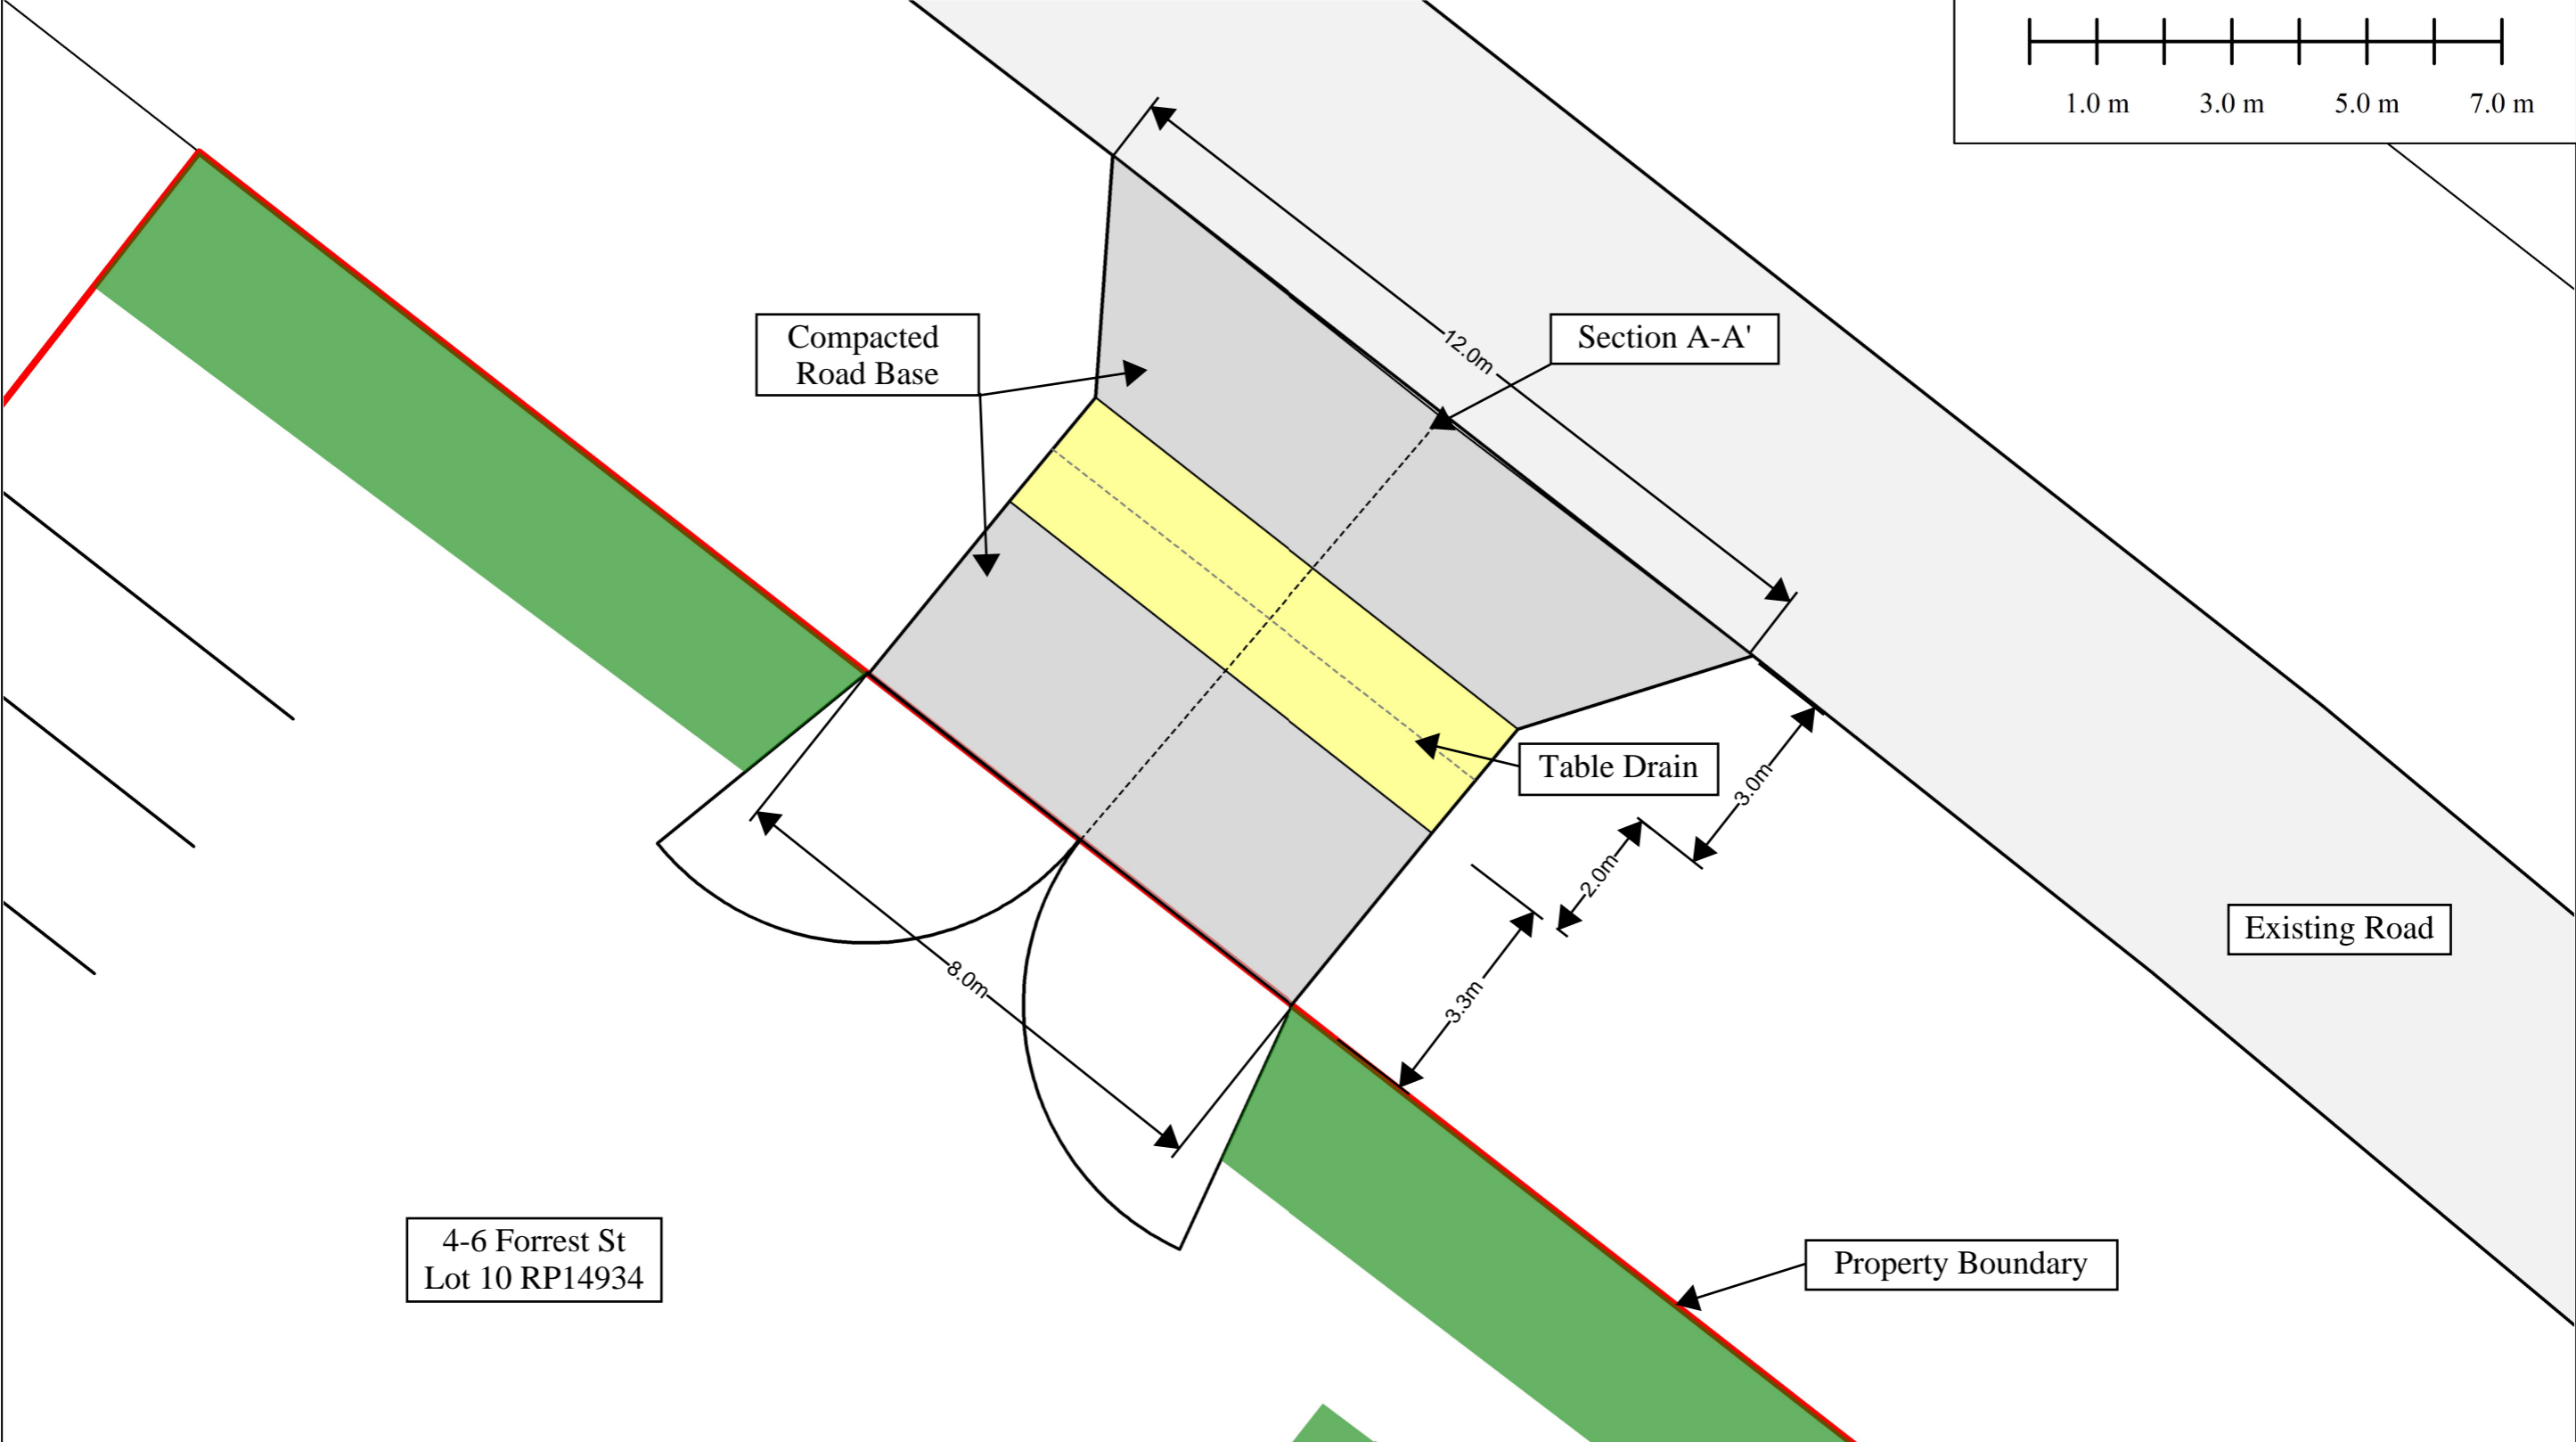 1.0 m 3.0 m 5.0 m 7.0 m
12.0m
Compacted
Road Base
Section A-A'
Table Drain
3.0m
2.0m
3.3m
8.0m
Existing Road
4-6 Forrest St
Lot 10 RP14934
Property Boundary